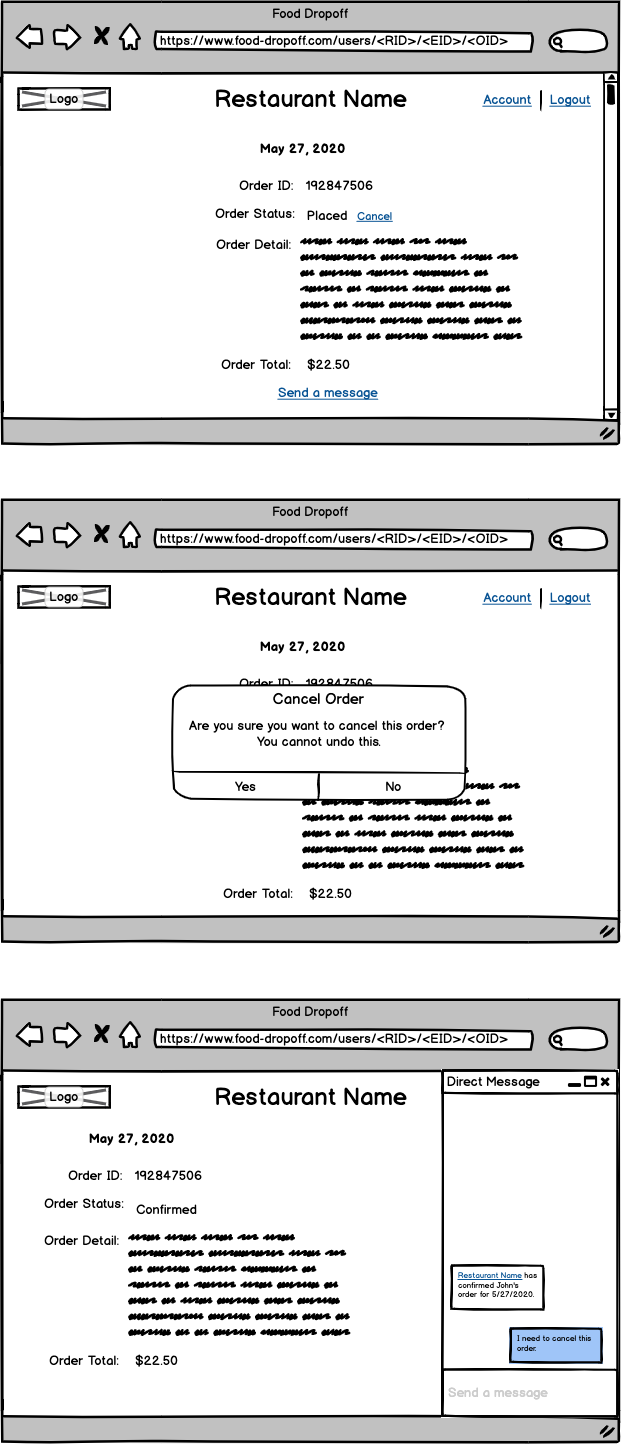 Food Dropoff
https://www.food-dropoff.com/users/<RID>/<EID>/<OID>
Logo
Restaurant Name
Account
Logout
May 27, 2020
Order ID: 192847506
Order Status: Placed Cancel
Order Detail:
Order Total: $22.50
Send a message
Food Dropoff
https://www.food-dropoff.com/users/<RID>/<EID>/<OID>
Logo
Restaurant Name
Account
Logout
May 27, 2020
Order ID: 192847506
Cancel Order
Are you sure you want to cancel this order?
You cannot undo this.
Yes
No
Order Total: $22.50
Food Dropoff
https://www.food-dropoff.com/users/<RID>/<EID>/<OID>
Logo
Restaurant Name
May 27, 2020
Order ID: 192847506
Order Status: Confirmed
Order Detail:
Order Total: $22.50
Direct Message
Restaurant Name has
confirmed John's
order for 5/27/2020.
I need to cancel this
order.
Send a message